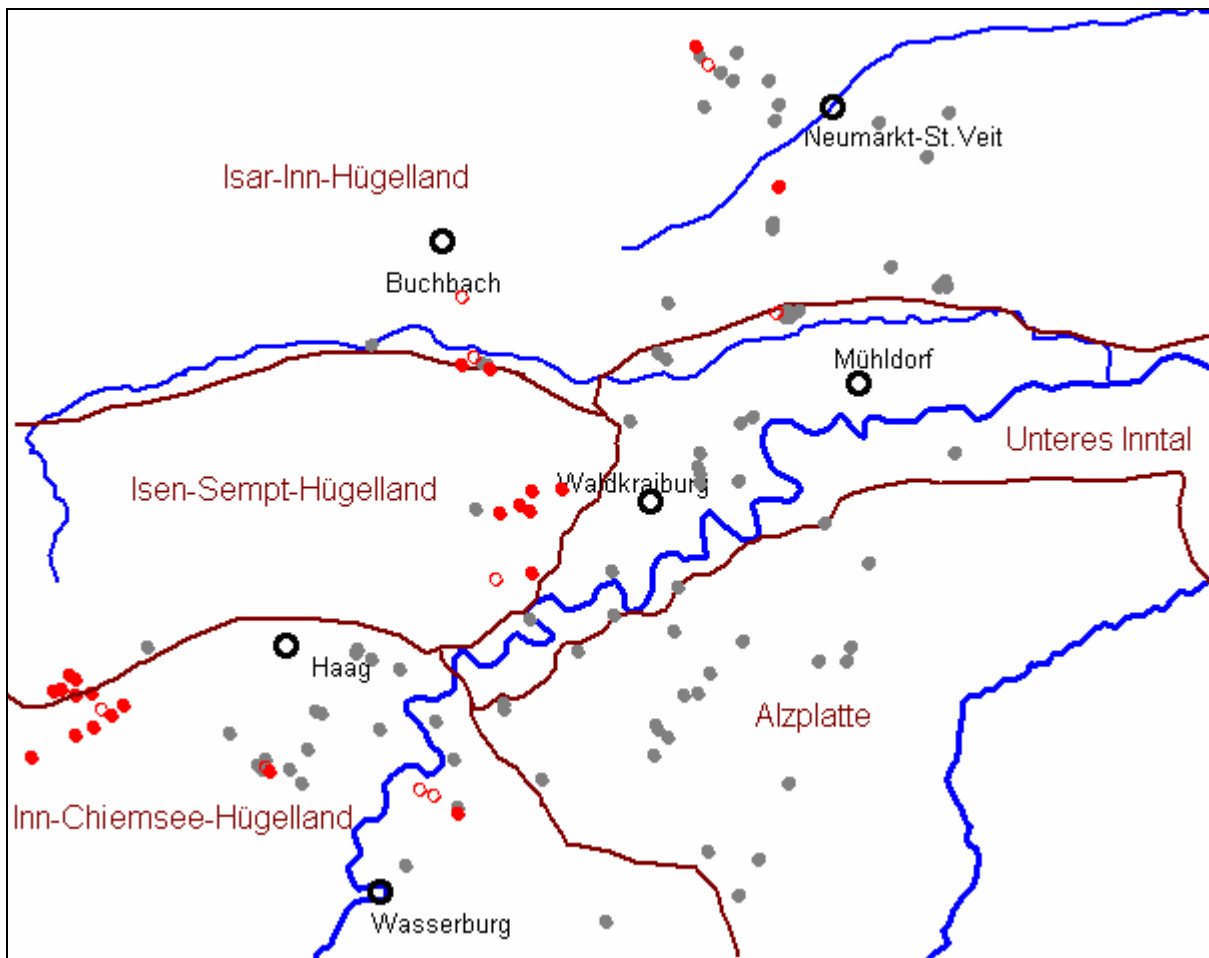 Neumarkt-St.Veit
Isar-Inn-Hügelland
Buchbach
Mühldorf
Unteres Inntal
Waldkraiburg
Isen-Sempt-Hügelland
Haag
Alzplatte
Inn-Chiemsee-Hügelland
Wasserburg